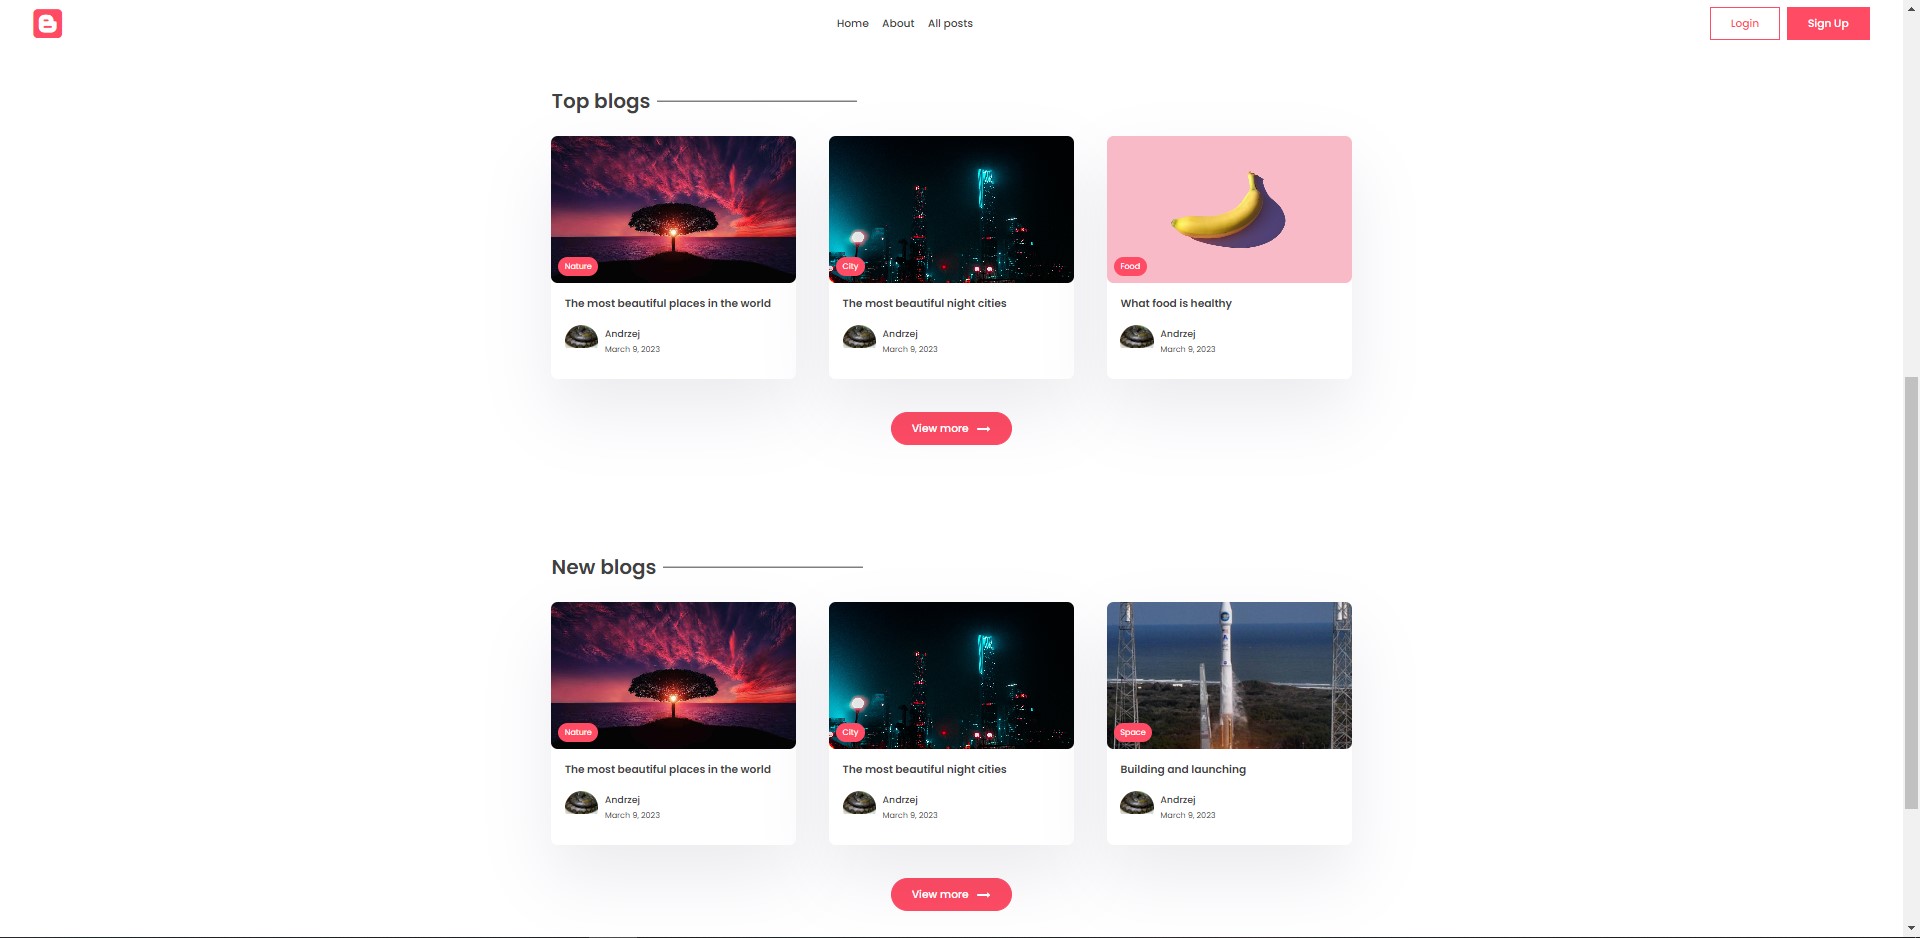 Home About All posts
Login Sign Up
Top blogs
Nature
City
Food
The most beautiful places in the world
Andrzej
March 9, 2023
The most beautiful night cities
Andrzej
March 9, 2023
What food is healthy
Andrzej
March 9, 2023
View more
New blogs
Nature
City
Space
The most beautiful places in the world
Andrzej
March 9, 2023
The most beautiful night cities
Andrzej
March 9, 2023
Building and launching
Andrzej
March 9, 2023
View more